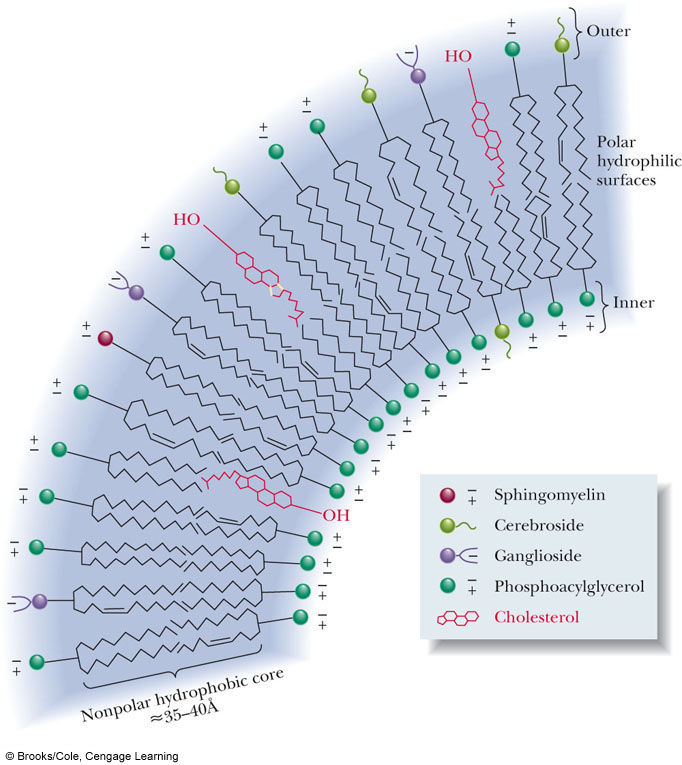 Outer
HO
Polar
hydrophilic
surfaces
HO
Inner
OH
Sphingomyelin
Cerebroside
Ganglioside
Phosphoacylglycerol
Cholesterol
Nonpolar hydrophobic core
≈35–40Å
© Brooks/Cole, Cengage Learning